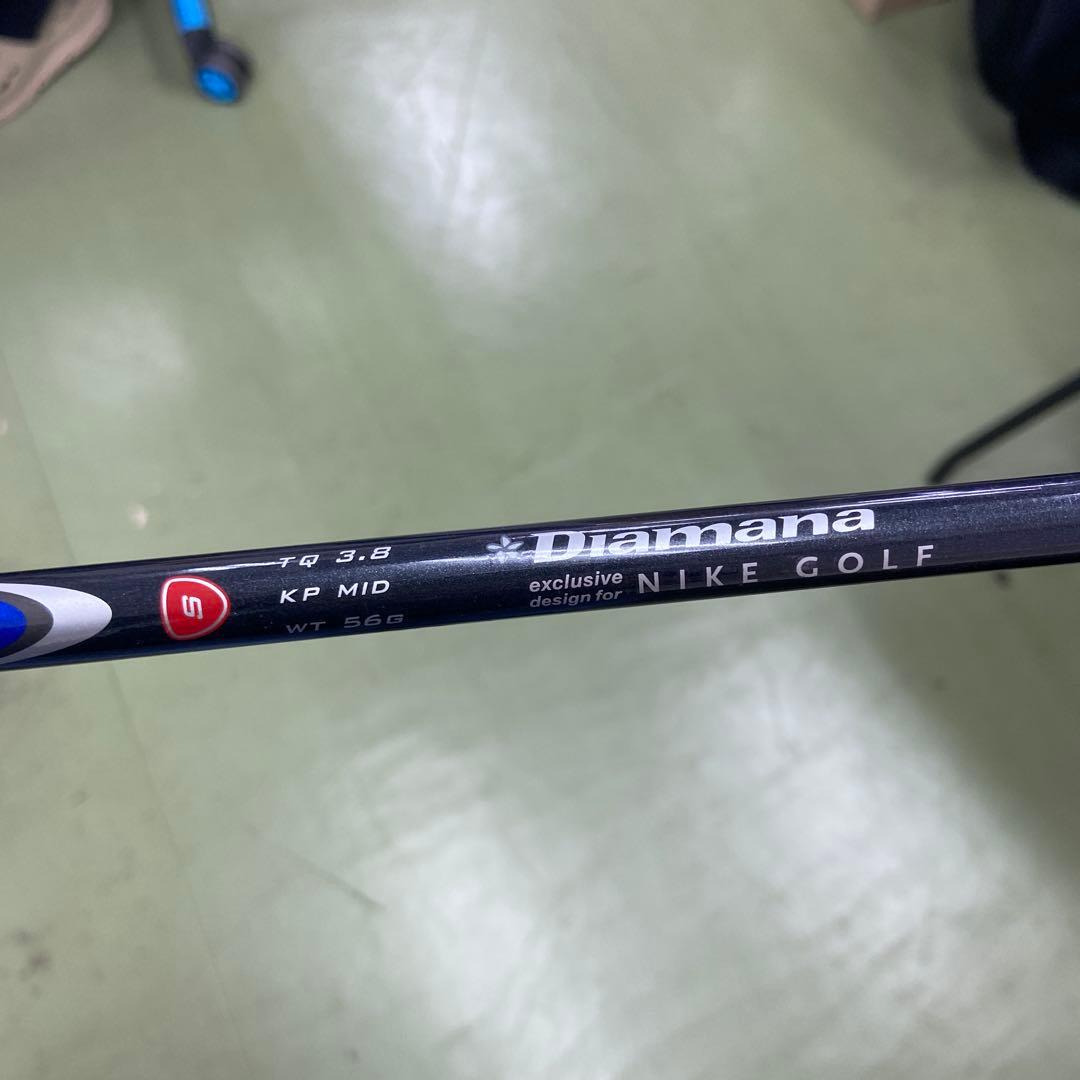 S
TQ 3.8
KP MID
WT 56G
Diamana
exclusive
design for
NIKE GOLF